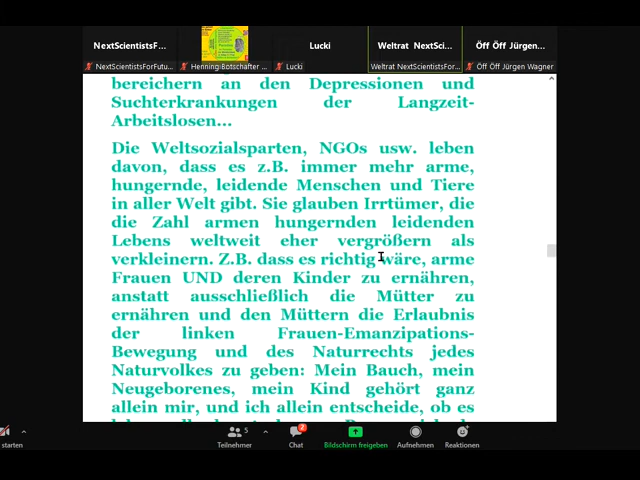 NextScientistsF...
Lucki
Weltrat NextSci...
Öff Öff Jürgen...
NextScientistsForFutu...
Henning:Botschafter ...
Lucki
Weltrat NextScientistsFor...
Öff Öff Jürgen Wagner
bereichern an den Depressionen und
Suchterkrankungen der Langzeit-
Arbeitslosen...
Die Weltsozialsparten, NGOs usw. leben
davon, dass es z.B. immer mehr arme,
hungernde, leidende Menschen und Tiere
in aller Welt gibt. Sie glauben Irrtümer, die
die Zahl armen hungernden leidenden
Lebens weltweit eher vergrößern als
verkleinern. Z.B. dass es richtig wäre, arme
Frauen UND deren Kinder zu ernähren,
anstatt ausschließlich die Mütter zu
ernähren und den Müttern die Erlaubnis
der linken Frauen-Emanzipations-
Bewegung und des Naturrechts jedes
Naturvolkes zu geben: Mein Bauch, mein
Neugeborenes, mein Kind gehört ganz
allein mir, und ich allein entscheide, ob es
starten
5
Teilnehmer
2
Chat
Bildschirm freigeben
Aufnehmen
Reaktionen